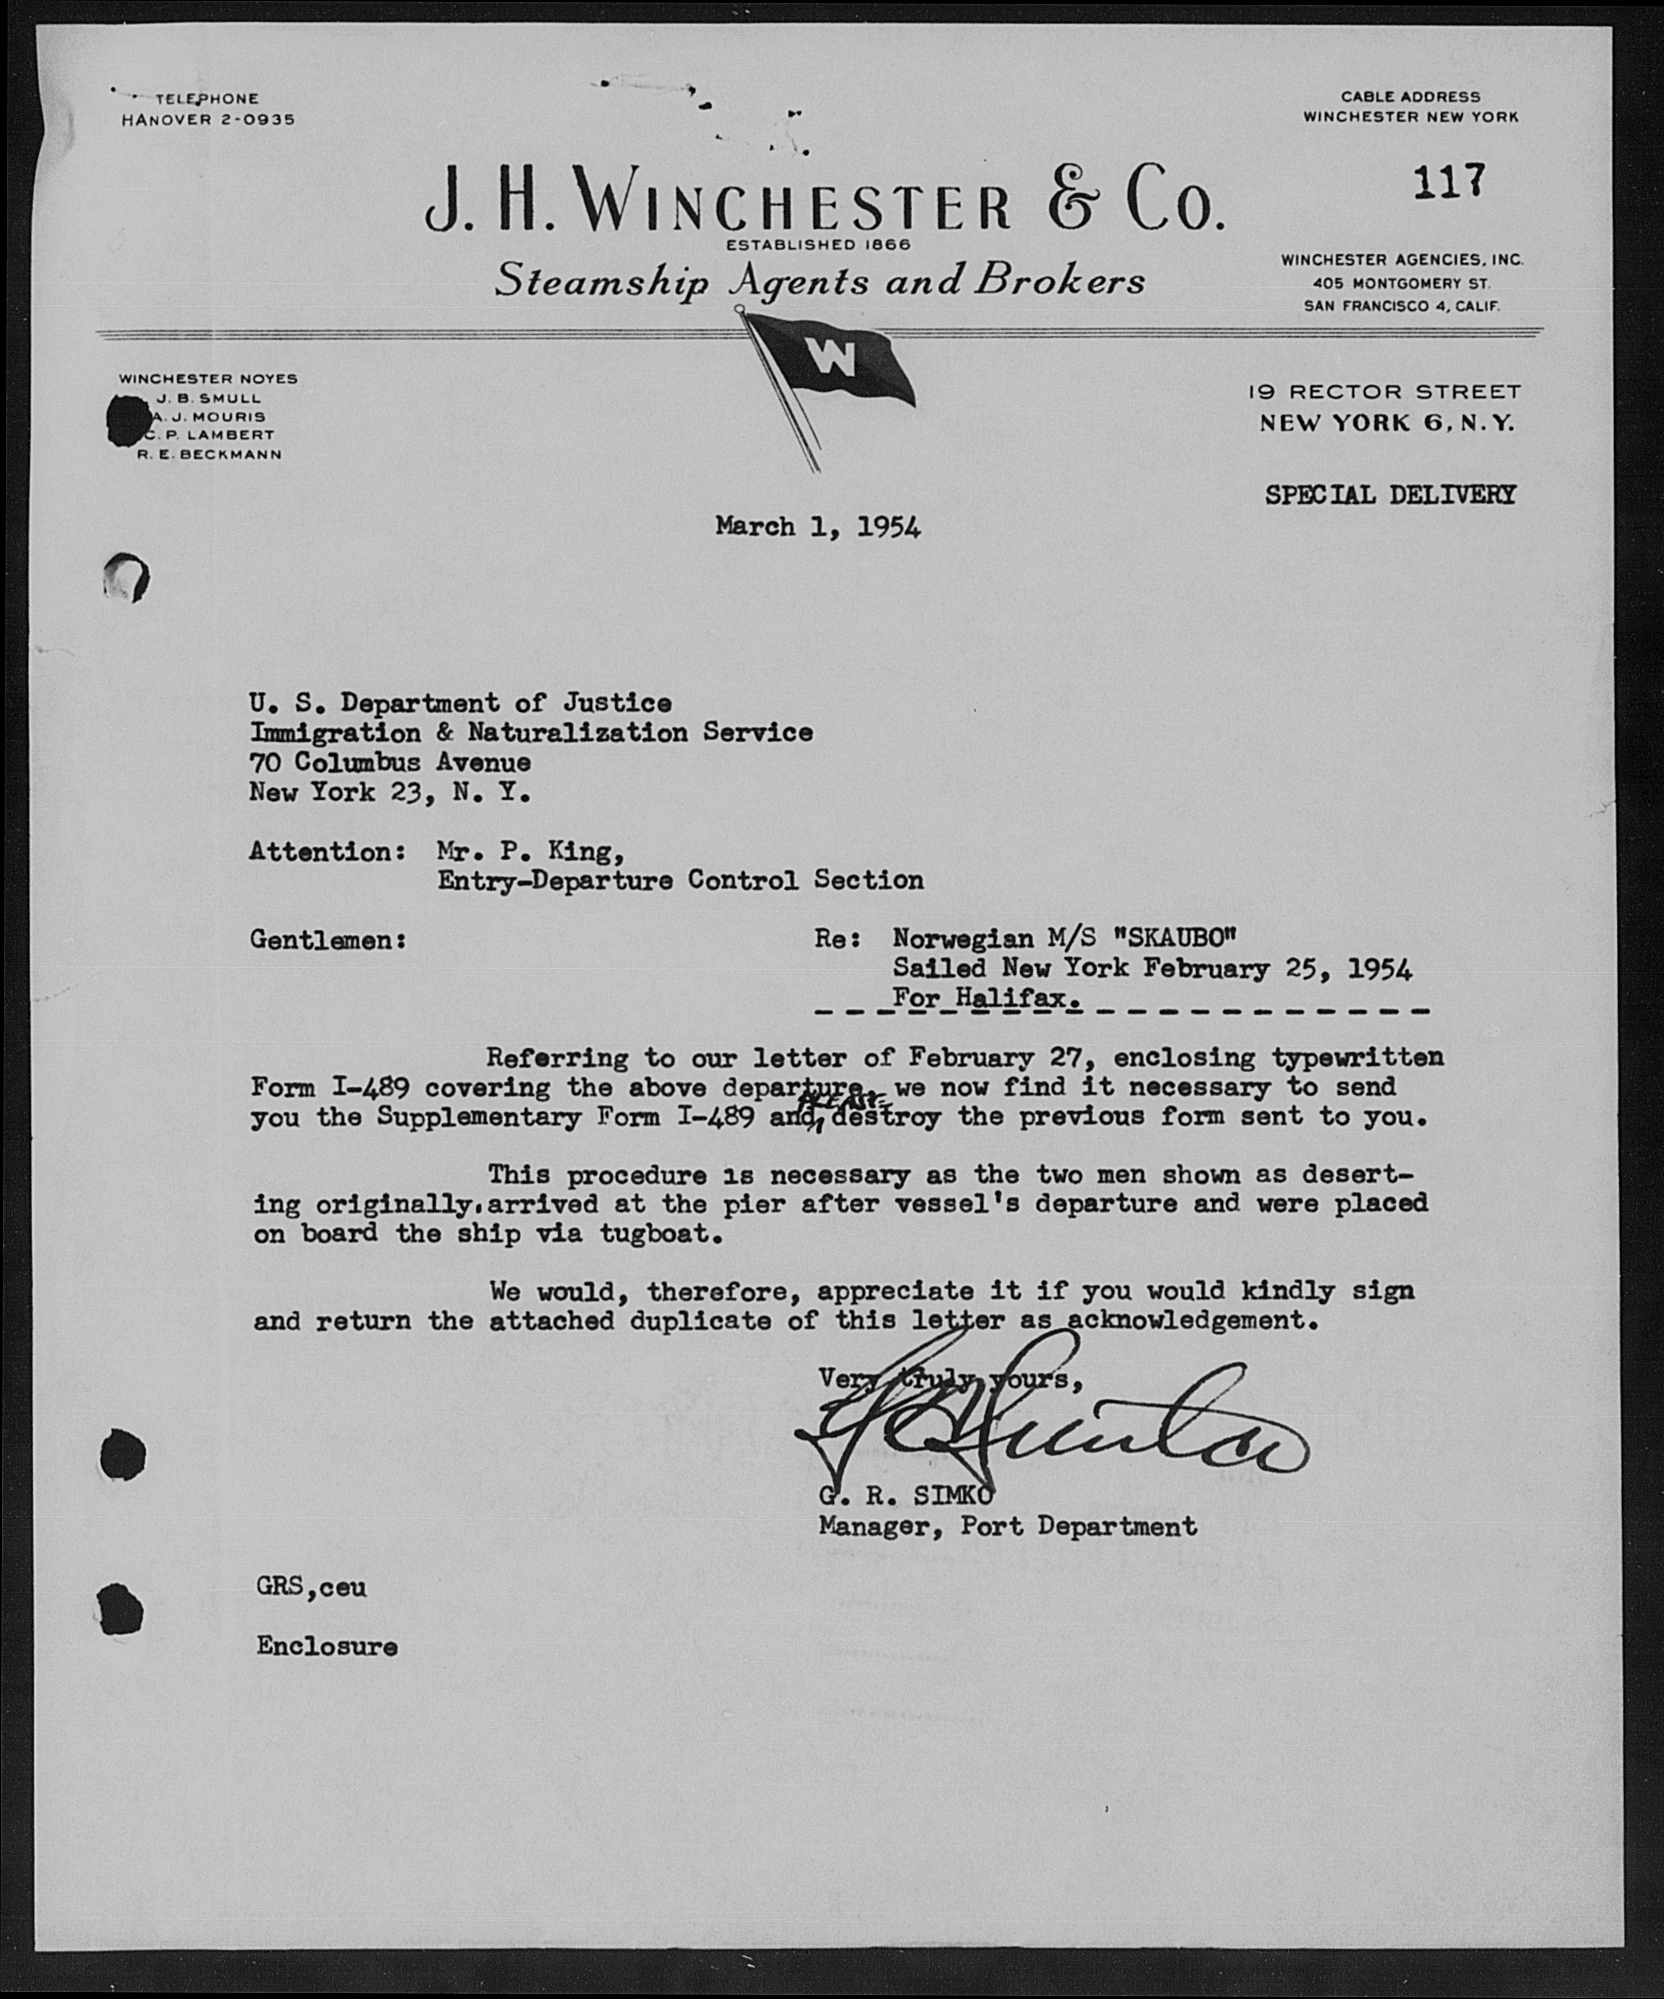 TELEPHONE
HANOVER 2-0935
CABLE ADDRESS
WINCHESTER NEW YORK
117
J. H. WINCHESTER & CO.
ESTABLISHED 1866
Steamship Agents and Brokers
WINCHESTER AGENCIES, INC.
405 MONTGOMERY ST.
SAN FRANCISCO 4, CALIF.
W
WINCHESTER NOYES
J. B. SMULL
A. J. MOURIS
C. P. LAMBERT
R. E. BECKMANN
19 RECTOR STREET
NEW YORK 6, N. Y.
SPECIAL DELIVERY
March 1, 1954
U. S. Department of Justice
Immigration & Naturalization Service
70 Columbus Avenue
New York 23, N. Y.
Attention: Mr. P. King,
Entry-Departure Control Section
Gentlemen:
Re: Norwegian M/S "SKAUBO"
Sailed New York February 25, 1954
For Halifax.
Referring to our letter of February 27, enclosing typewritten
Form I-489 covering the above departure, we now find it necessary to send
PLEASE
you the Supplementary Form I-489 and, destroy the previous form sent to you.
This procedure is necessary as the two men shown as desert-
ing originally, arrived at the pier after vessel's departure and were placed
on board the ship via tugboat.
We would, therefore, appreciate it if you would kindly sign
and return the attached duplicate of this letter as acknowledgement.
Very truly yours,
G R Simko
G. R. SIMKO
Manager, Port Department
GRS,ceu
Enclosure